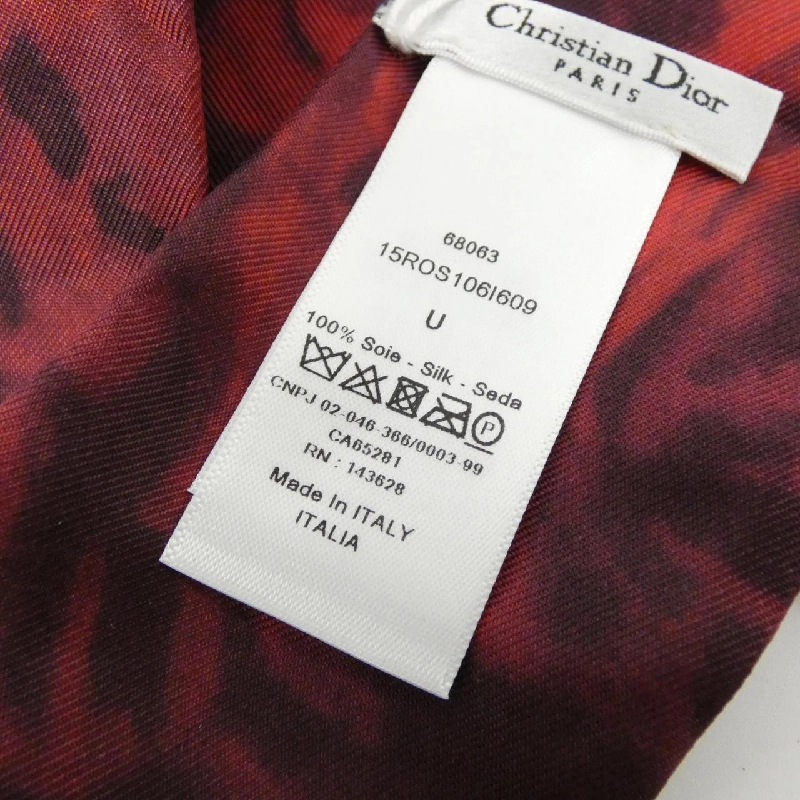 Christian Dior
PARIS
68063
15ROS106I609
U
100% Soie - Silk - Seda
P
CNPJ 02-046-366/0003-99
CA65281
RN : 143628
Made In ITALY
ITALIA